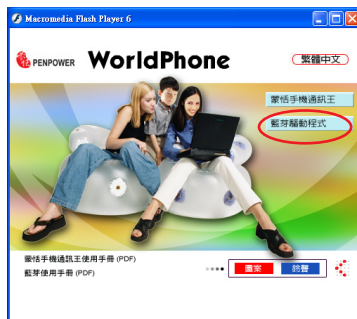 Macromedia Flash Player 6
PENPOWER WorldPhone 繁體中文
蒙恬手機通訊王
藍芽驅動程式
蒙恬手機通訊王使用手冊 (PDF)
藍芽使用手冊 (PDF)
圖案 鈴聲